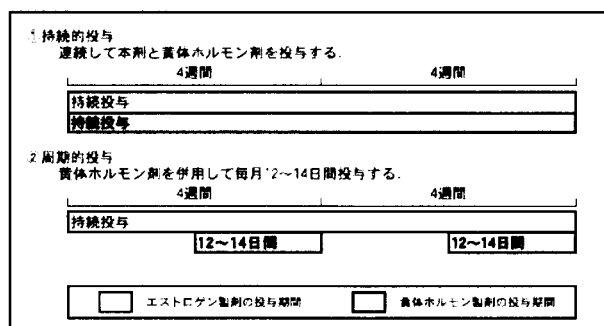 ① 持続的投与
連続して本剤と黄体ホルモン剤を投与する.
4週間 4週間
持続投与
持続投与
② 周期的投与
黄体ホルモン剤を併用して毎月12〜14日間投与する.
4週間 4週間
持続投与
12〜14日間 12〜14日間
エストロゲン製剤の投与期間 黄体ホルモン製剤の投与期間